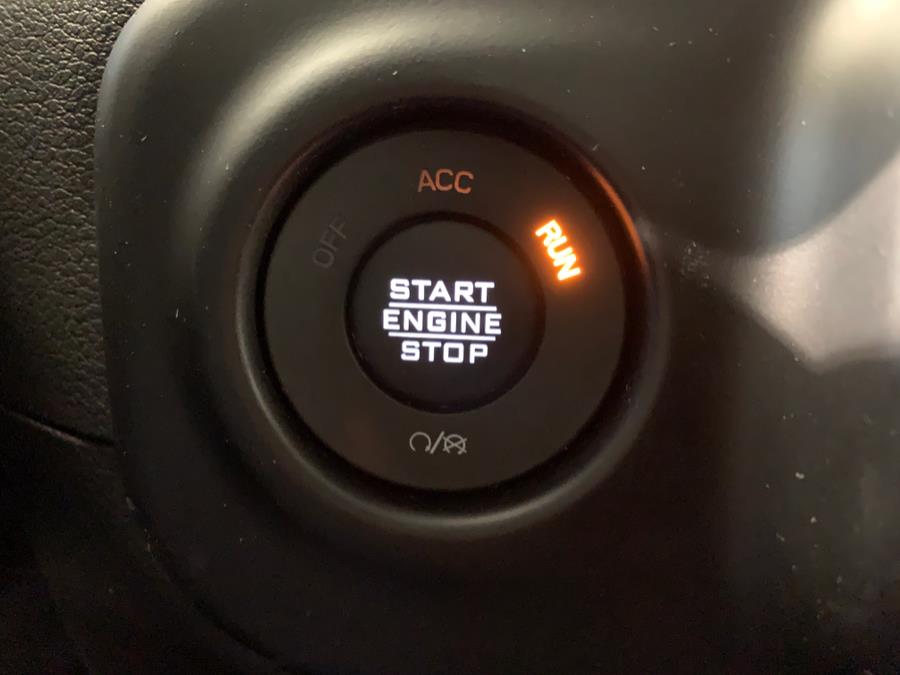 ACC
OFF
RUN
START
ENGINE
STOP